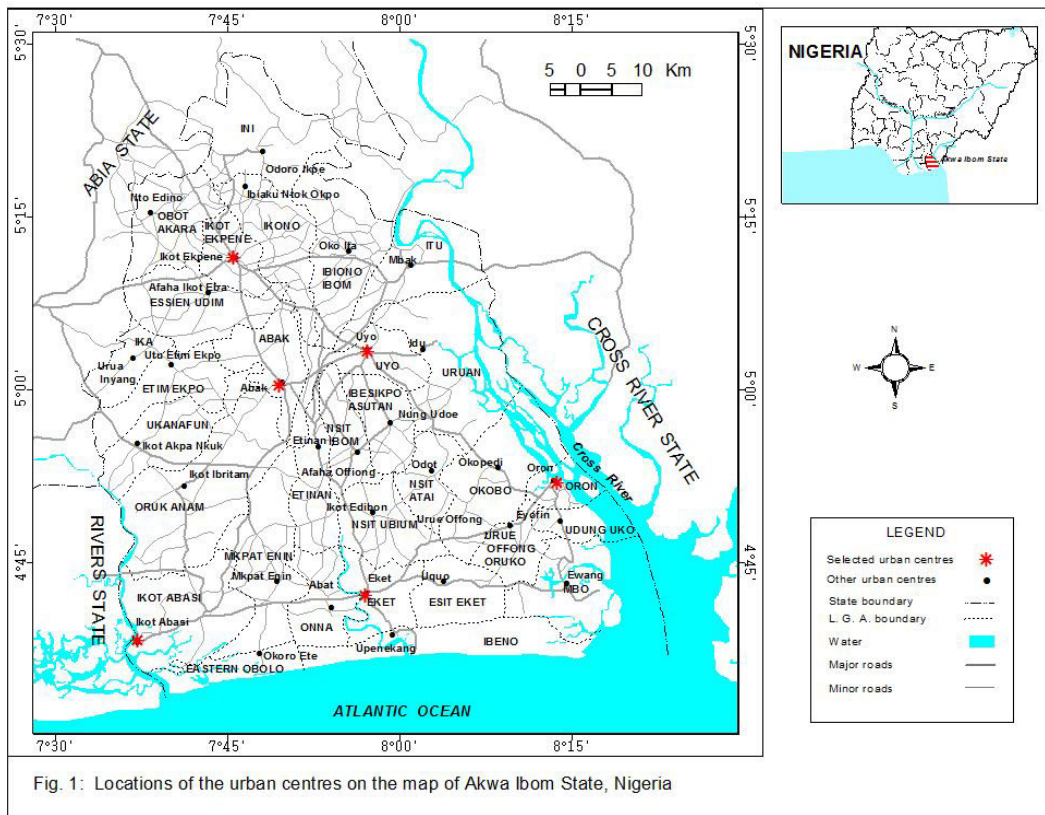 7°30' 7°45' 8°00' 8°15'
5°30'
5°15'
5°00'
4°45'
5°30'
5°15'
5°00'
4°45'
5 0 5 10 Km
ABIA STATE
INI
Odoro Ikpe
Ibiaku Ntok Okpo
Nto Edino
OBOT
AKARA
IKOT
EKPENE
IKONO
Ikot Ekpene
Oko Ita
ITU
Mbak
IBIONO
IBOM
ESSIEN UDIM
IKA
Uto Etim Ekpo
Urua
Inyang
ETIM EKPO
ABAK
Abak
Uyo
UYO
Idu
URUAN
IBESIKPO
ASUTAN
Nung Udoe
CROSS RIVER STATE
UKANAFUN
Ikot Akpa Nkuk
Etinan
NSIT
IBOM
Afaha Offiong
Ikot Ibritam
ORUK ANAM
ETINAN
Odot
NSIT
ATAI
Okopedi
OKOBO
Oron
ORON
Cross River
Ikot Edibon
NSIT UBIUM
Urue Offong
Eyofin
UDUNG UKO
URUE
OFFONG
ORUKO
RIVERS STATE
MKPAT ENIN
Mkpat Enin
Abat
Eket
EKET
Uquo
ESIT EKET
Ewang
MBO
IKOT ABASI
Ikot Abasi
ONNA
Upenekang
IBENO
Okoro Ete
EASTERN OBOLO
ATLANTIC OCEAN
7°30' 7°45' 8°00' 8°15'
NIGERIA
Akwa Ibom State
N
W E
S
LEGEND
Selected urban centres
Other urban centres
State boundary
L. G. A. boundary
Water
Major roads
Minor roads
Fig. 1: Locations of the urban centres on the map of Akwa Ibom State, Nigeria